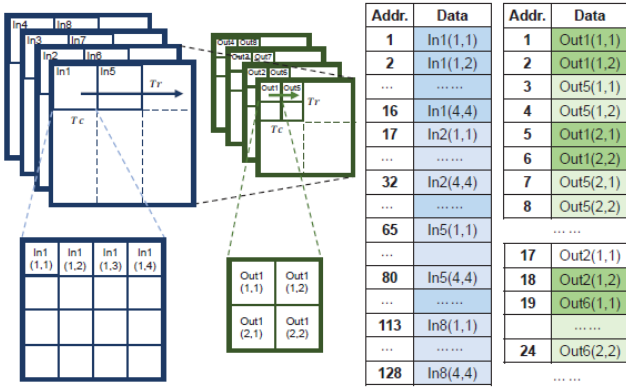 In4 In8
In3 In7
In2 In6
In1 In5
Tr
Tc
Out4 Out8
Out7
Out2 Out6
Out1 Out5
Tr
Tc
In1 (1,1) In1 (1,2) In1 (1,3) In1 (1,4)
Out1 (1,1) Out1 (1,2)
Out1 (2,1) Out1 (2,2)
Addr. Data
1 In1(1,1)
2 In1(1,2)
... ... ...
16 In1(4,4)
17 In2(1,1)
... ... ...
32 In2(4,4)
... ... ...
65 In5(1,1)
...
80 In5(4,4)
... ... ...
113 In8(1,1)
... ... ...
128 In8(4,4)
Addr. Data
1 Out1(1,1)
2 Out1(1,2)
3 Out5(1,1)
4 Out5(1,2)
5 Out1(2,1)
6 Out1(2,2)
7 Out5(2,1)
8 Out5(2,2)
... ...
17 Out2(1,1)
18 Out2(1,2)
19 Out6(1,1)
... ...
24 Out6(2,2)
... ...